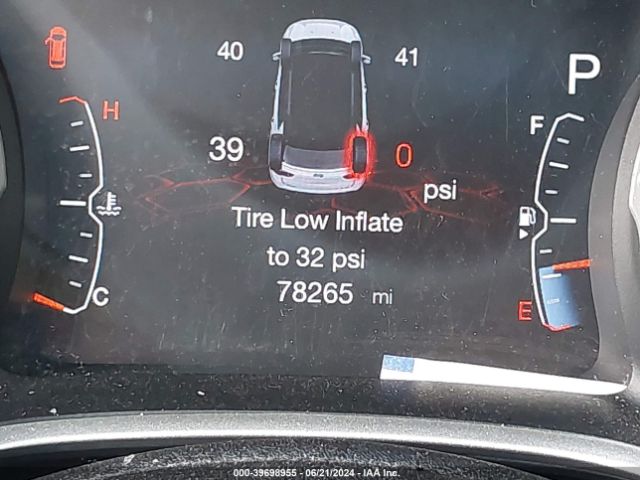 40 41 P
H F
39 0
psi
Tire Low Inflate
to 32 psi
78265 mi
C E
000-39698955 - 06/21/2024 - IAA Inc.